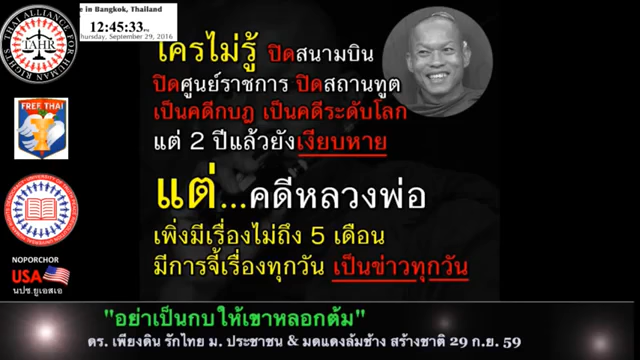 e in Bangkok, Thailand
12:45:33
hursday, September 29, 2016
THAI ALLIANCE FOR HUMAN RIGHTS
TAHR
ใครไม่รู้ ปิดสนามบิน
ปิดศูนย์ราชการ ปิดสถานทูต
เป็นคดีกบฎ เป็นคดีระดับโลก
แต่ 2 ปีแล้วยังเงียบหาย
FREE THAI
แต่...คดีหลวงพ่อ
เพิ่งมีเรื่องไม่ถึง 5 เดือน
มีการจี้เรื่องทุกวัน เป็นข่าวทุกวัน
NOPORCHOR
USA
นปช.ยูเอสเอ
"อย่าเป็นกบให้เขาหลอกต้ม"
ดร. เพียงดิน รักไทย ม. ประชาชน & มดแดงล้มช้าง สร้างชาติ 29 ก.ย. 59